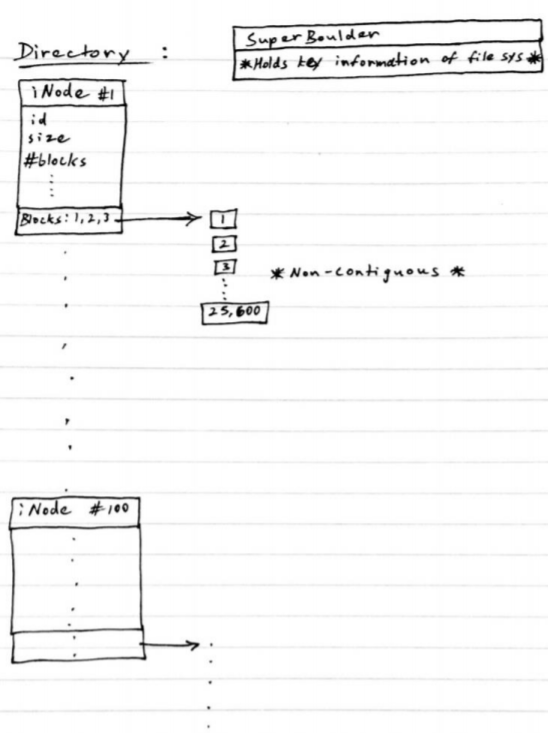 Directory :
Super Boulder
*Holds key information of file sys*
iNode #1
id
size
#blocks
Blocks: 1, 2, 3
1
2
3
*Non-contiguous*
25,600
iNode #100